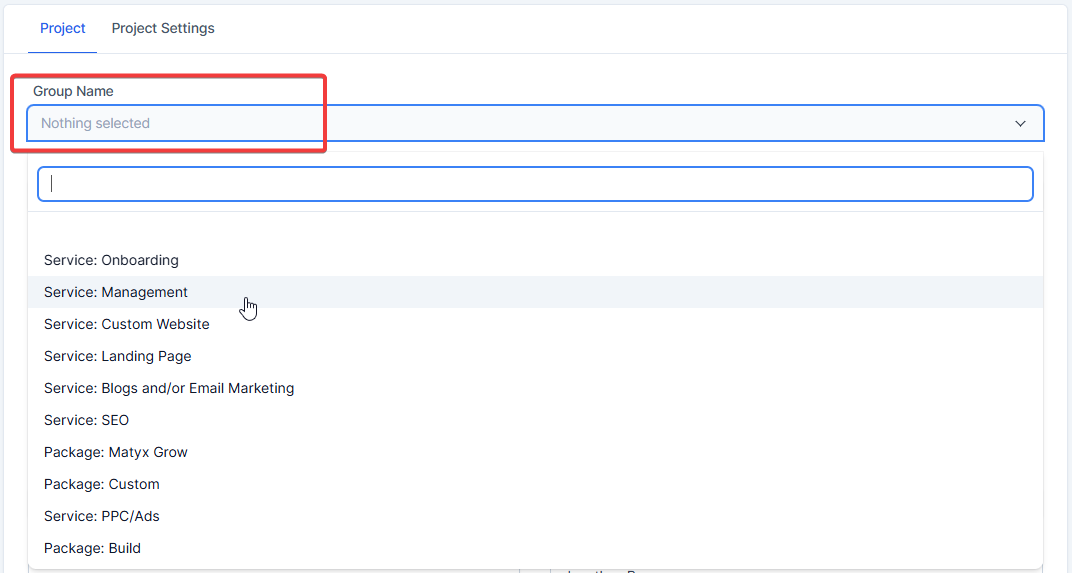 Project Project Settings
Group Name
Nothing selected
Service: Onboarding
Service: Management
Service: Custom Website
Service: Landing Page
Service: Blogs and/or Email Marketing
Service: SEO
Package: Matyx Grow
Package: Custom
Service: PPC/Ads
Package: Build